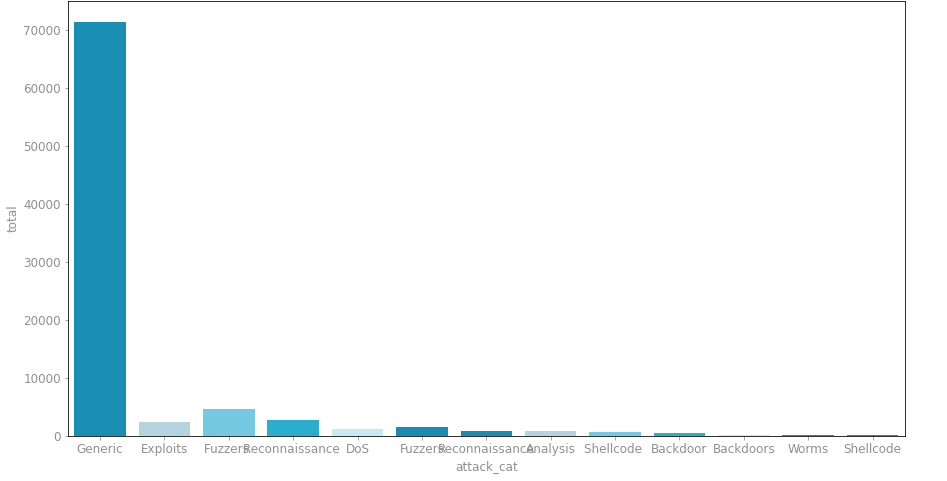 70000
60000
50000
40000
30000
20000
10000
0
total
Generic
Exploits
Fuzzers
Reconnaissance
DoS
Fuzzers
Reconnaissance
Analysis
Shellcode
Backdoor
Backdoors
Worms
Shellcode
attack_cat